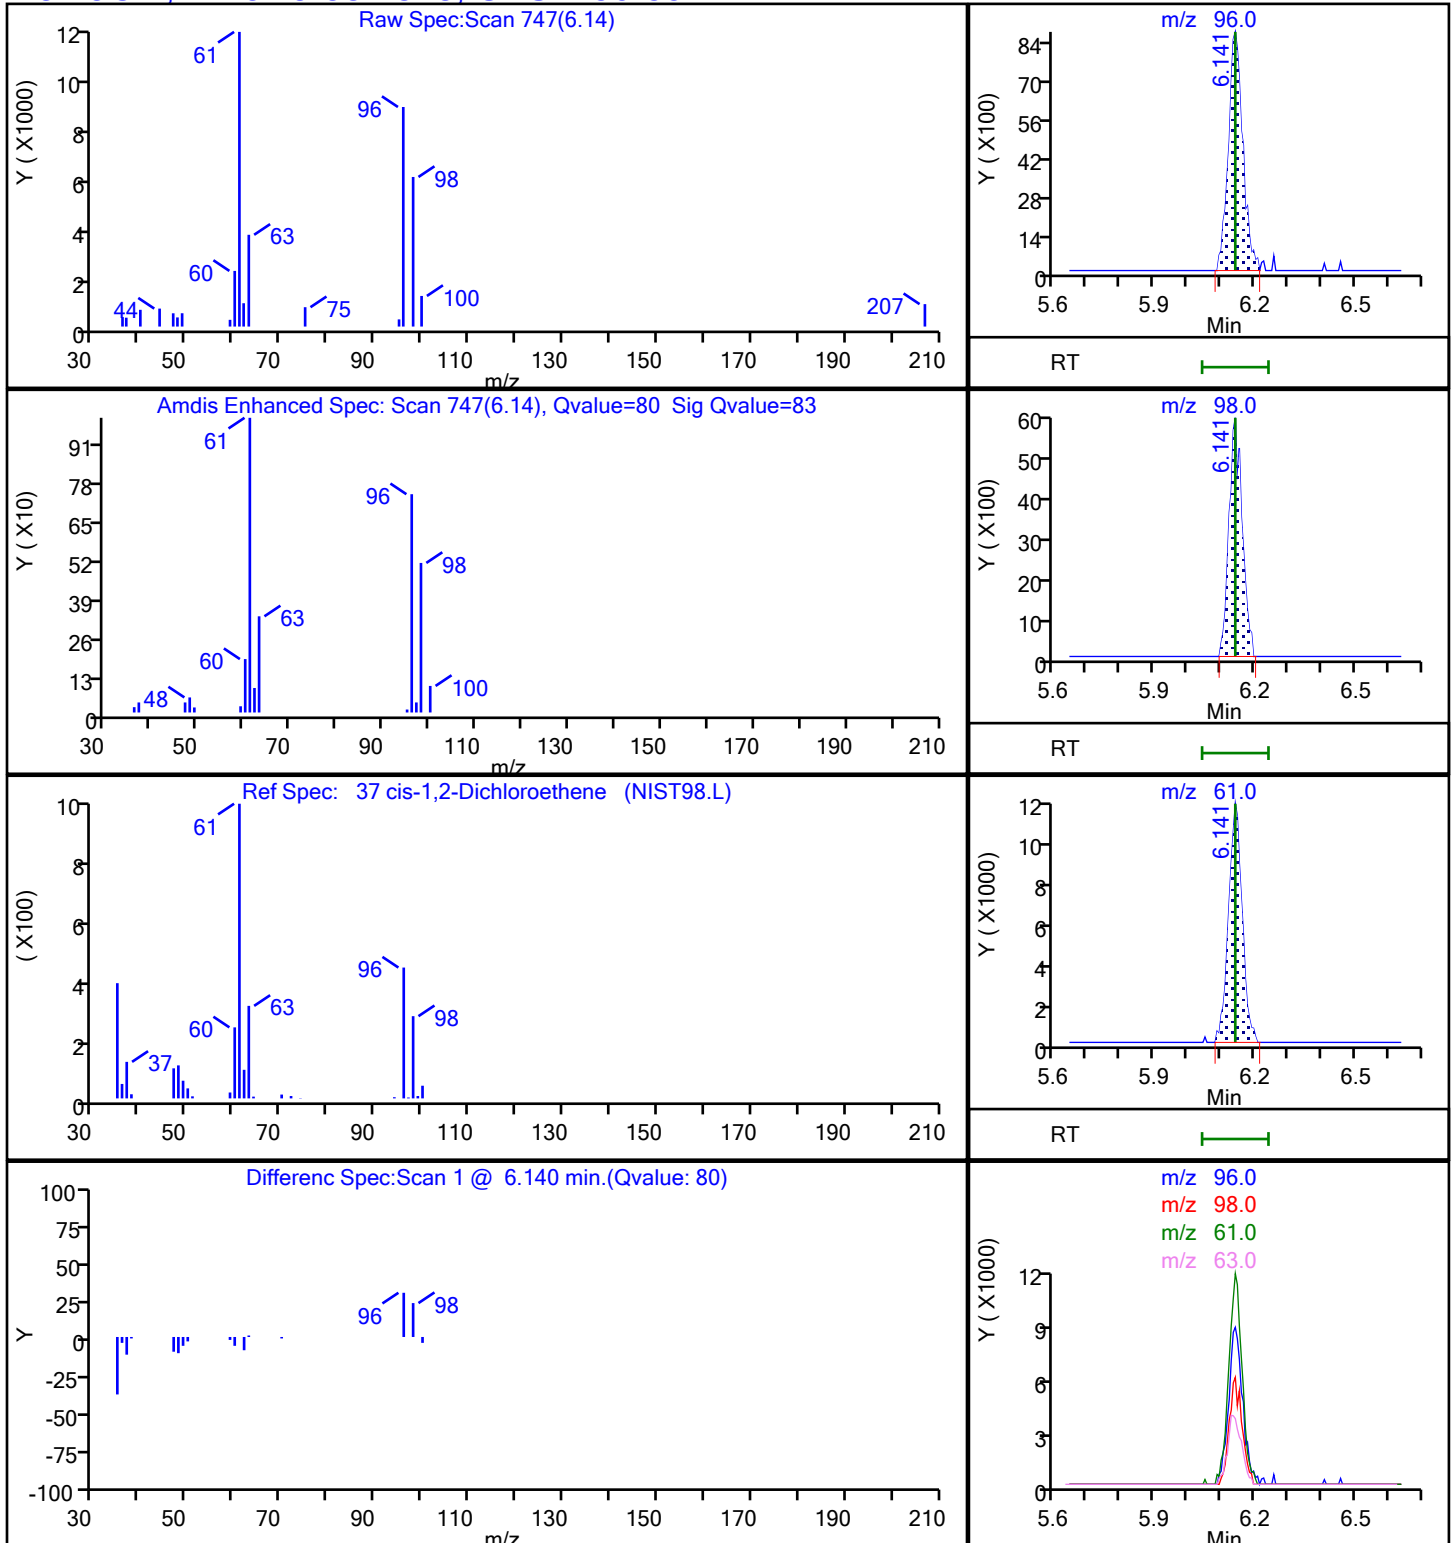 Raw Spec:Scan 747(6.14)
12
10
8
6
4
2
0
Y ( X1000)
61
96
98
63
60
44
75
100
207
30 50 70 90 110 130 150 170 190 210
m/z
m/z 96.0
84
70
56
42
28
14
0
Y ( X100)
6.141
5.6 5.9 6.2 6.5
Min
RT
Amdis Enhanced Spec: Scan 747(6.14), Qvalue=80 Sig Qvalue=83
91
78
65
52
39
26
13
0
Y ( X10)
61
96
98
63
60
48
100
30 50 70 90 110 130 150 170 190 210
m/z
m/z 98.0
60
50
40
30
20
10
0
Y ( X100)
6.141
5.6 5.9 6.2 6.5
Min
RT
Ref Spec: 37 cis-1,2-Dichloroethene (NIST98.L)
10
8
6
4
2
0
( X100)
61
96
98
63
60
37
30 50 70 90 110 130 150 170 190 210
m/z 61.0
12
10
8
6
4
2
0
Y ( X1000)
6.141
5.6 5.9 6.2 6.5
Min
RT
Differenc Spec:Scan 1 @ 6.140 min.(Qvalue: 80)
100
75
50
25
0
-25
-50
-75
-100
Y
96
98
30 50 70 90 110 130 150 170 190 210
m/z
m/z 96.0
m/z 98.0
m/z 61.0
m/z 63.0
12
9
6
3
0
Y ( X1000)
5.6 5.9 6.2 6.5
Min